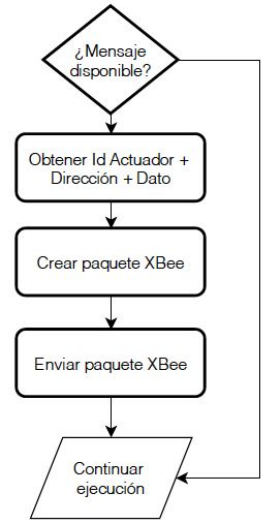 ¿Mensaje
disponible?
Obtener Id Actuador +
Dirección + Dato
Crear paquete XBee
Enviar paquete XBee
Continuar
ejecución